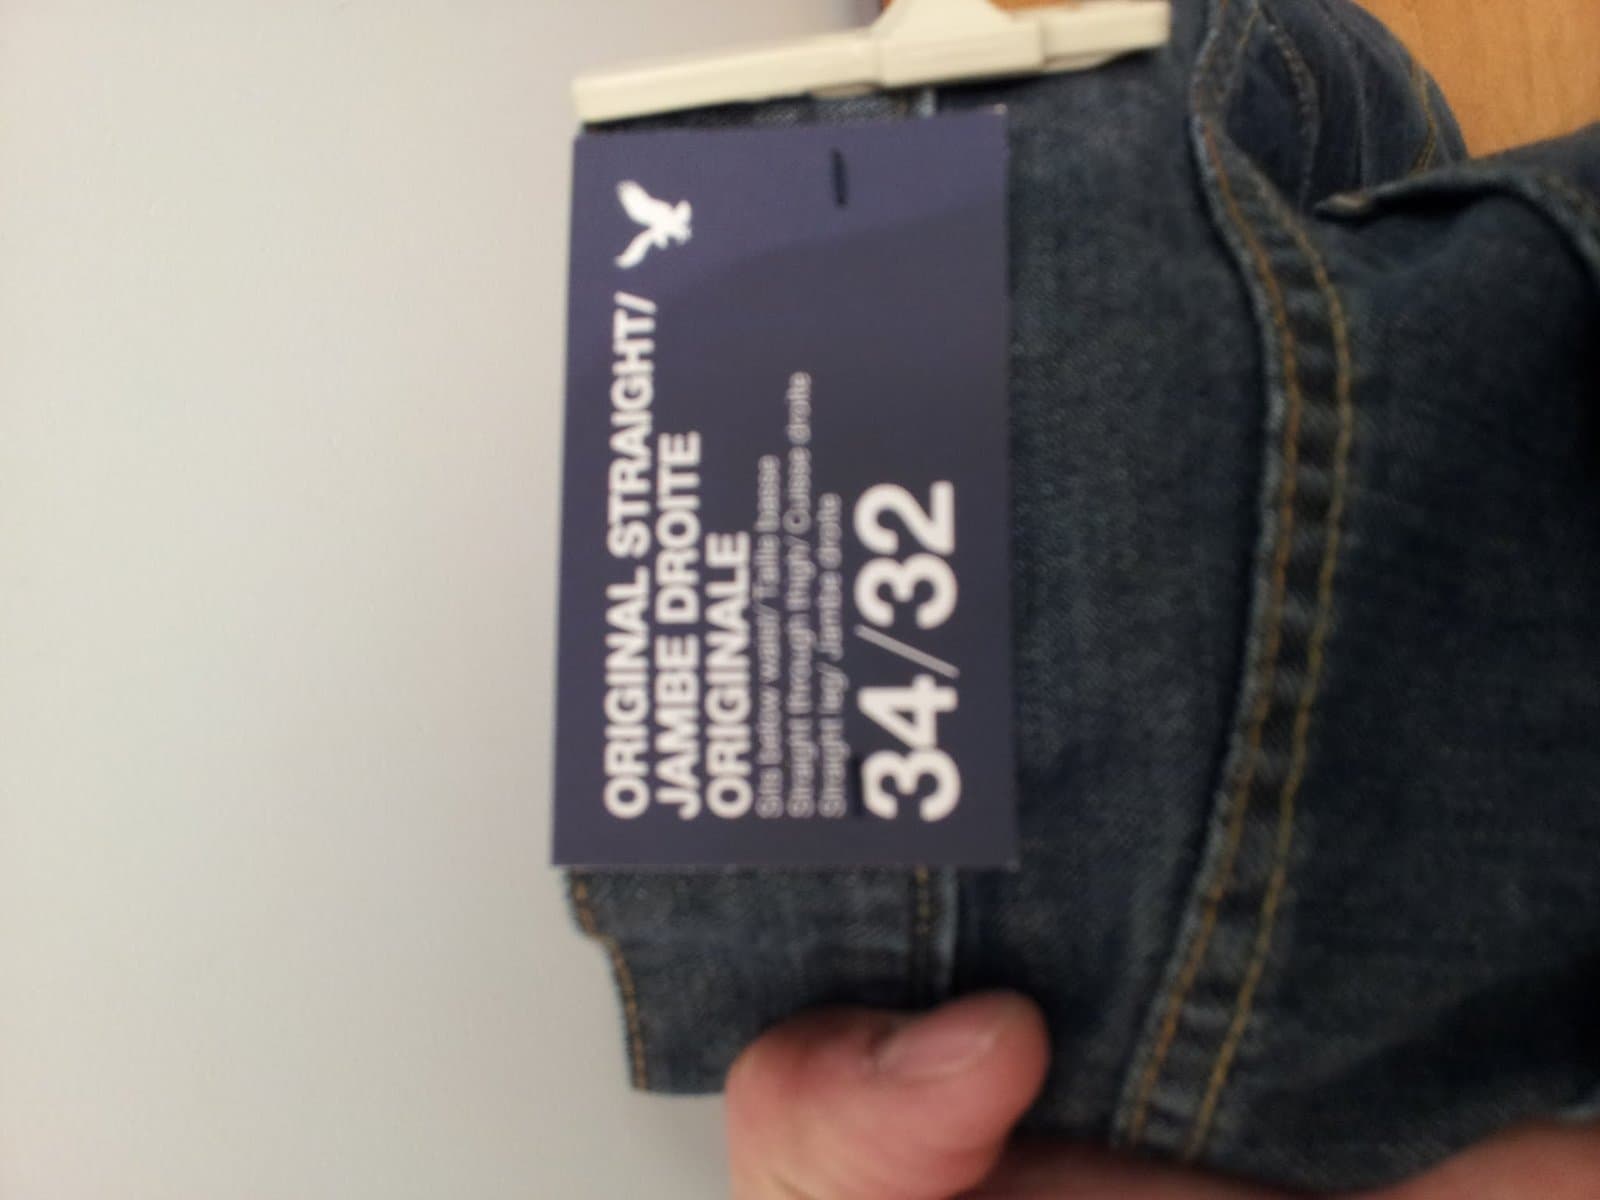 ORIGINAL STRAIGHT/
JAMBE DROITE
ORIGINALE
Sits below waist/ Taille basse
Straight through thigh/ Cuisse droite
Straight leg/ Jambe droite
34/32